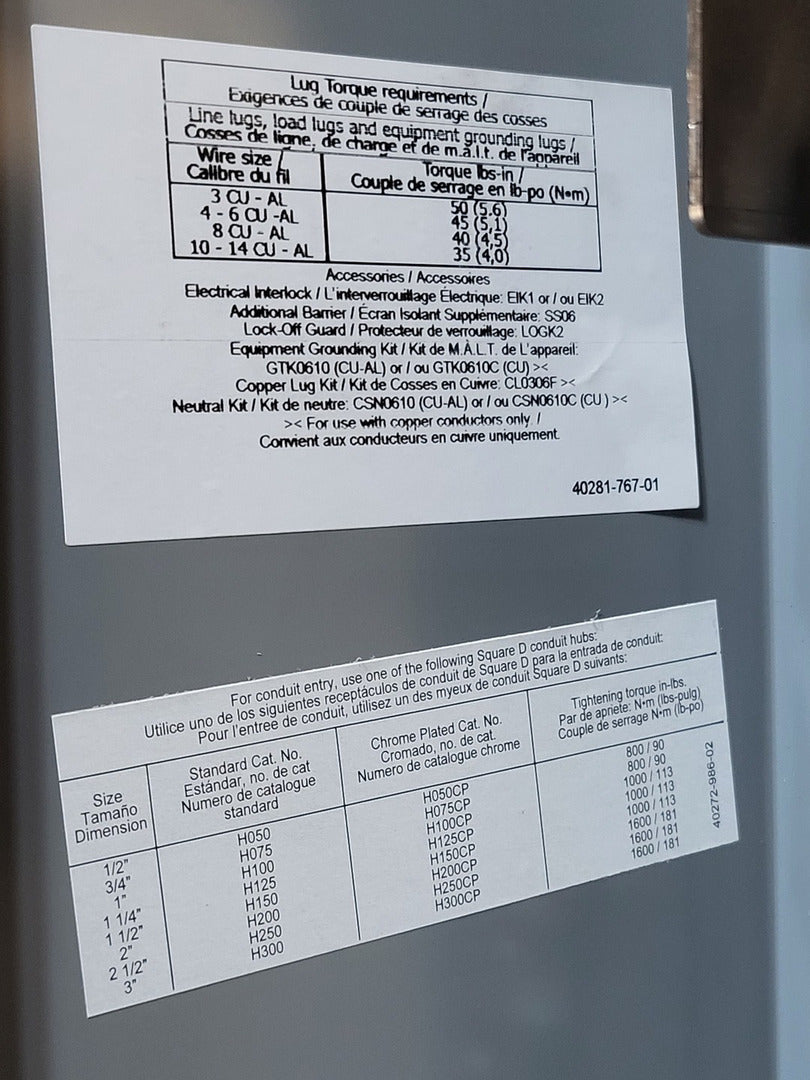 Lug Torque requirements /
Exigences de couple de serrage des cosses
Line lugs, load lugs and equipment grounding lugs /
Cosses de ligne, de charge et de m.à.l.t. de l'appareil
Wire size / Torque lbs-in /
Calibre du fil Couple de serrage en lb-po (N•m)
3 CU - AL 50 (5.6)
4 - 6 CU -AL 45 (5,1)
8 CU - AL 40 (4,5)
10 - 14 CU - AL 35 (4,0)
Accessories / Accessoires
Electrical Interlock / L'interverrouillage Électrique: EIK1 or / ou EIK2
Additional Barrier / Écran Isolant Supplémentaire: SS06
Lock-Off Guard / Protecteur de verrouillage: LOGK2
Equipment Grounding Kit / Kit de M.À.L.T. de L'appareil:
GTK0610 (CU-AL) or / ou GTK0610C (CU) ><
Copper Lug Kit / Kit de Cosses en Cuivre: CL0306F ><
Neutral Kit / Kit de neutre: CSN0610 (CU-AL) or / ou CSN0610C (CU ) ><
>< For use with copper conductors only. /
Convient aux conducteurs en cuivre uniquement.
40281-767-01
For conduit entry, use one of the following Square D conduit hubs:
Utilice uno de los siguientes receptáculos de conduit de Square D para la entrada de conduit:
Pour l'entree de conduit, utilisez un des myeux de conduit Square D suivants:
Size
Tamaño
Dimension
Standard Cat. No.
Estándar, no. de cat
Numero de catalogue
standard
Chrome Plated Cat. No.
Cromado, no. de cat.
Numero de catalogue chrome
Tightening torque in-lbs.
Par de apriete: N•m (lbs-pulg)
Couple de serrage N•m (lb-po)
1/2" H050 H050CP 800 / 90
3/4" H075 H075CP 800 / 90
1" H100 H100CP 1000 / 113
1 1/4" H125 H125CP 1000 / 113
1 1/2" H150 H150CP 1000 / 113
2" H200 H200CP 1600 / 181
2 1/2" H250 H250CP 1600 / 181
3" H300 H300CP 1600 / 181
40272-986-02